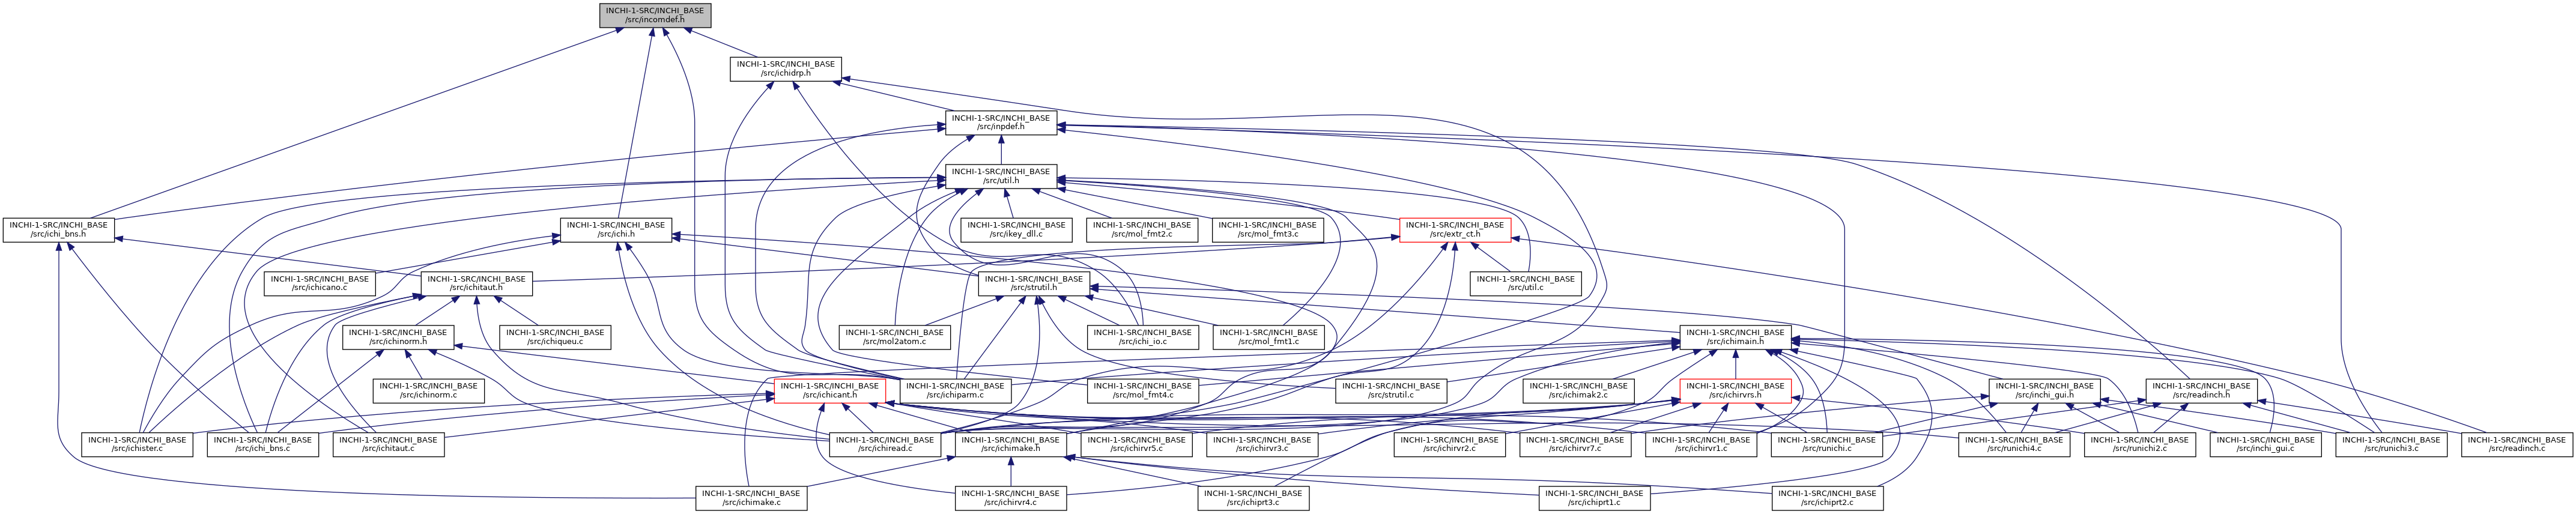 INCHI-1-SRC/INCHI_BASE
/src/incomdef.h
INCHI-1-SRC/INCHI_BASE
/src/ichidrp.h
INCHI-1-SRC/INCHI_BASE
/src/inpdef.h
INCHI-1-SRC/INCHI_BASE
/src/util.h
INCHI-1-SRC/INCHI_BASE
/src/ichi_bns.h
INCHI-1-SRC/INCHI_BASE
/src/ichi.h
INCHI-1-SRC/INCHI_BASE
/src/ikey_dll.c
INCHI-1-SRC/INCHI_BASE
/src/mol_fmt2.c
INCHI-1-SRC/INCHI_BASE
/src/mol_fmt3.c
INCHI-1-SRC/INCHI_BASE
/src/extr_ct.h
INCHI-1-SRC/INCHI_BASE
/src/ichicano.c
INCHI-1-SRC/INCHI_BASE
/src/ichitaut.h
INCHI-1-SRC/INCHI_BASE
/src/strutil.h
INCHI-1-SRC/INCHI_BASE
/src/util.c
INCHI-1-SRC/INCHI_BASE
/src/ichinorm.h
INCHI-1-SRC/INCHI_BASE
/src/ichiqueu.c
INCHI-1-SRC/INCHI_BASE
/src/mol2atom.c
INCHI-1-SRC/INCHI_BASE
/src/ichi_io.c
INCHI-1-SRC/INCHI_BASE
/src/mol_fmt1.c
INCHI-1-SRC/INCHI_BASE
/src/ichimain.h
INCHI-1-SRC/INCHI_BASE
/src/ichinorm.c
INCHI-1-SRC/INCHI_BASE
/src/ichicant.h
INCHI-1-SRC/INCHI_BASE
/src/ichiparm.c
INCHI-1-SRC/INCHI_BASE
/src/mol_fmt4.c
INCHI-1-SRC/INCHI_BASE
/src/strutil.c
INCHI-1-SRC/INCHI_BASE
/src/ichimak2.c
INCHI-1-SRC/INCHI_BASE
/src/ichirvrs.h
INCHI-1-SRC/INCHI_BASE
/src/inchi_gui.h
INCHI-1-SRC/INCHI_BASE
/src/readinch.h
INCHI-1-SRC/INCHI_BASE
/src/ichister.c
INCHI-1-SRC/INCHI_BASE
/src/ichi_bns.c
INCHI-1-SRC/INCHI_BASE
/src/ichitaut.c
INCHI-1-SRC/INCHI_BASE
/src/ichiread.c
INCHI-1-SRC/INCHI_BASE
/src/ichimake.h
INCHI-1-SRC/INCHI_BASE
/src/ichirvr5.c
INCHI-1-SRC/INCHI_BASE
/src/ichirvr3.c
INCHI-1-SRC/INCHI_BASE
/src/ichirvr2.c
INCHI-1-SRC/INCHI_BASE
/src/ichirvr7.c
INCHI-1-SRC/INCHI_BASE
/src/ichirvr1.c
INCHI-1-SRC/INCHI_BASE
/src/runichi.c
INCHI-1-SRC/INCHI_BASE
/src/runichi4.c
INCHI-1-SRC/INCHI_BASE
/src/runichi2.c
INCHI-1-SRC/INCHI_BASE
/src/inchi_gui.c
INCHI-1-SRC/INCHI_BASE
/src/runichi3.c
INCHI-1-SRC/INCHI_BASE
/src/readinch.c
INCHI-1-SRC/INCHI_BASE
/src/ichimake.c
INCHI-1-SRC/INCHI_BASE
/src/ichirvr4.c
INCHI-1-SRC/INCHI_BASE
/src/ichiprt3.c
INCHI-1-SRC/INCHI_BASE
/src/ichiprt1.c
INCHI-1-SRC/INCHI_BASE
/src/ichiprt2.c